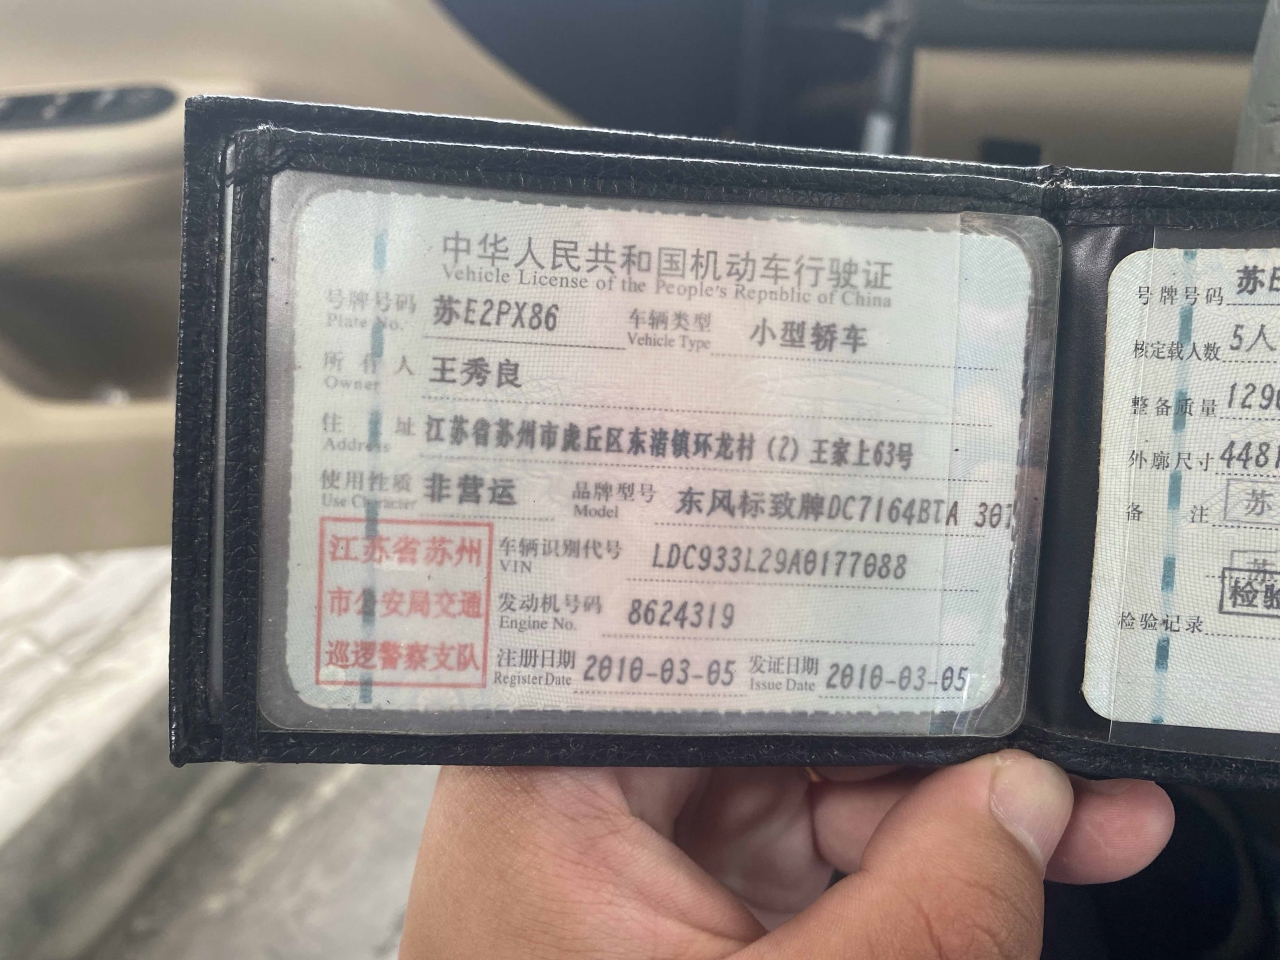 中华人民共和国机动车行驶证
Vehicle License of the People's Republic of China
号牌号码 苏E2PX86 车辆类型 小型轿车
Plate No. Vehicle Type
所有人 王秀良
Owner
住址 江苏省苏州市虎丘区东渚镇环龙村（2）王家上63号
Address
使用性质 非营运 品牌型号 东风标致牌DC7164BTA 307
Use Character Model
江苏省苏州
市公安局交通
巡逻警察支队
车辆识别代号 LDC933L29A0177088
VIN
发动机号码 8624319
Engine No.
注册日期 2010-03-05 发证日期 2010-03-05
Register Date Issue Date
号牌号码 苏E
核定载人数 5人
整备质量 129
外廓尺寸 448
备注 苏
苏
检验
检验记录